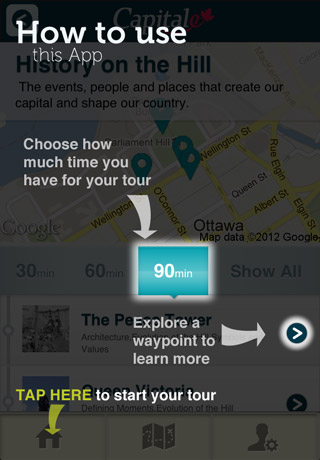 Capitale
How to use
this App
History on the Hill
The events, people and places that create our
capital and shape our country.
Choose how
much time you
have for your tour
Parliament Hill
Wellington St
Rue Elgin
Queen St
Albert St
Elgin St
Wellington St
O'Connor St
Ottawa
Google
Map data ©2012 Google
30min 60min 90min Show All
The Peace Tower
Values
Explore a
waypoint to
learn more
TAP HERE to start your tour
Queen Victoria
Defining Moments,Evolution of the Hill